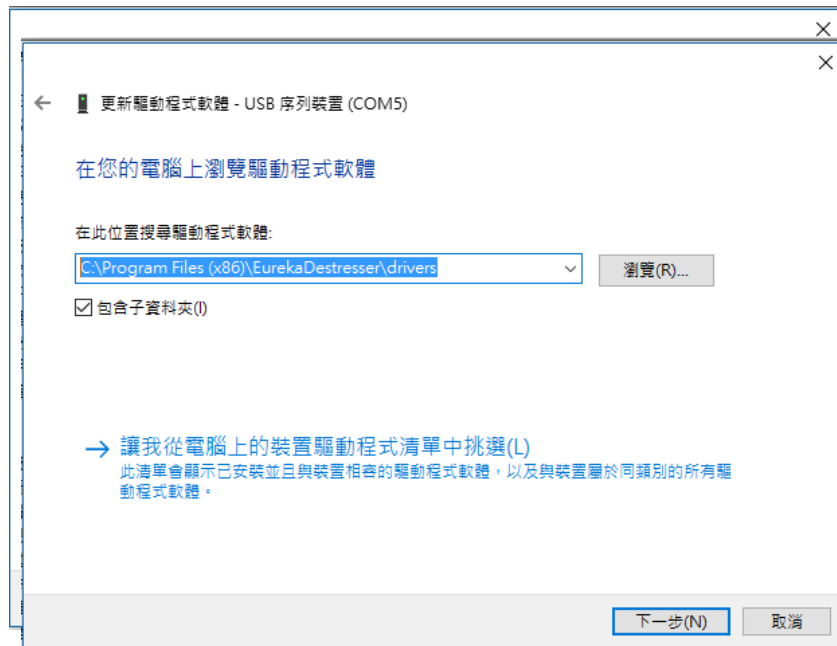 更新驅動程式軟體 - USB 序列裝置 (COM5)
在您的電腦上瀏覽驅動程式軟體
在此位置搜尋驅動程式軟體:
C:\Program Files (x86)\EurekaDestresser\drivers
瀏覽(R)...
包含子資料夾(I)
讓我從電腦上的裝置驅動程式清單中挑選(L)
此清單會顯示已安裝並且與裝置相容的驅動程式軟體，以及與裝置屬於同類別的所有驅
動程式軟體。
下一步(N)
取消